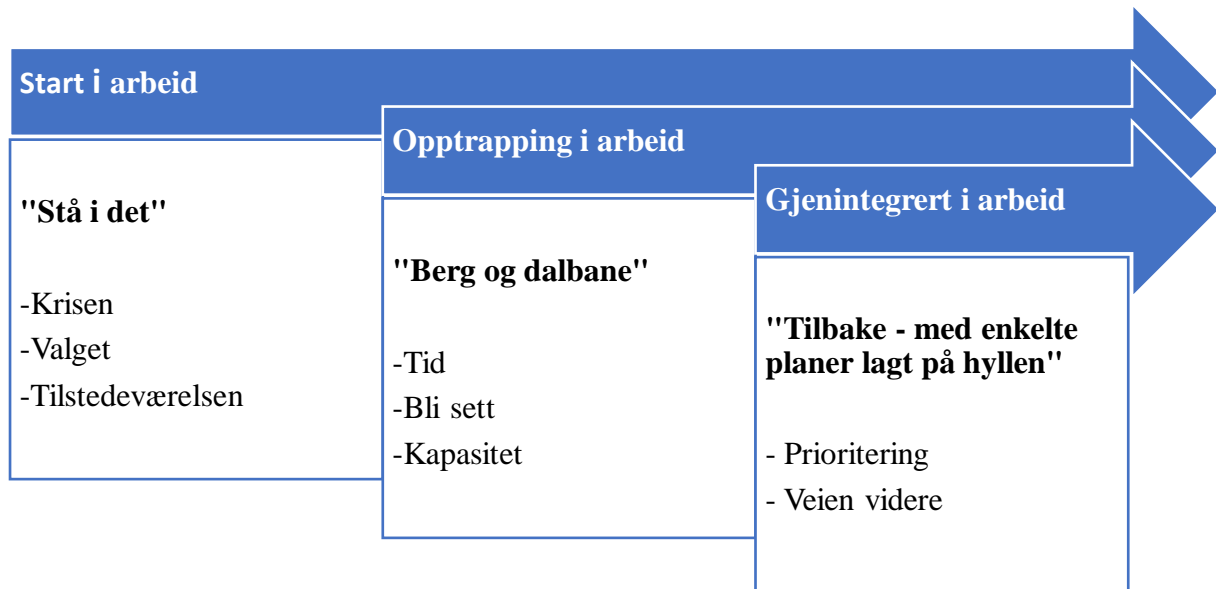 Start i arbeid
"Stå i det"
-Krisen
-Valget
-Tilstedeværelsen
Opptrapping i arbeid
"Berg og dalbane"
-Tid
-Bli sett
-Kapasitet
Gjenintegrert i arbeid
"Tilbake - med enkelte
planer lagt på hyllen"
- Prioritering
- Veien videre